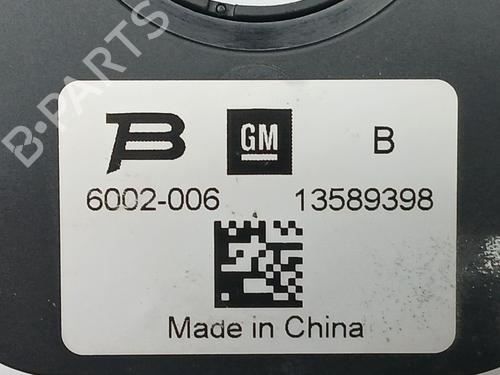 B-PARTS
B GM B
6002-006 13589398
Made in China